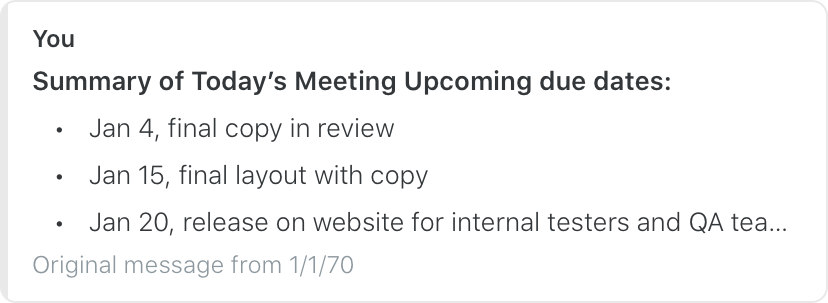 You
Summary of Today’s Meeting Upcoming due dates:
• Jan 4, final copy in review
• Jan 15, final layout with copy
• Jan 20, release on website for internal testers and QA tea...
Original message from 1/1/70